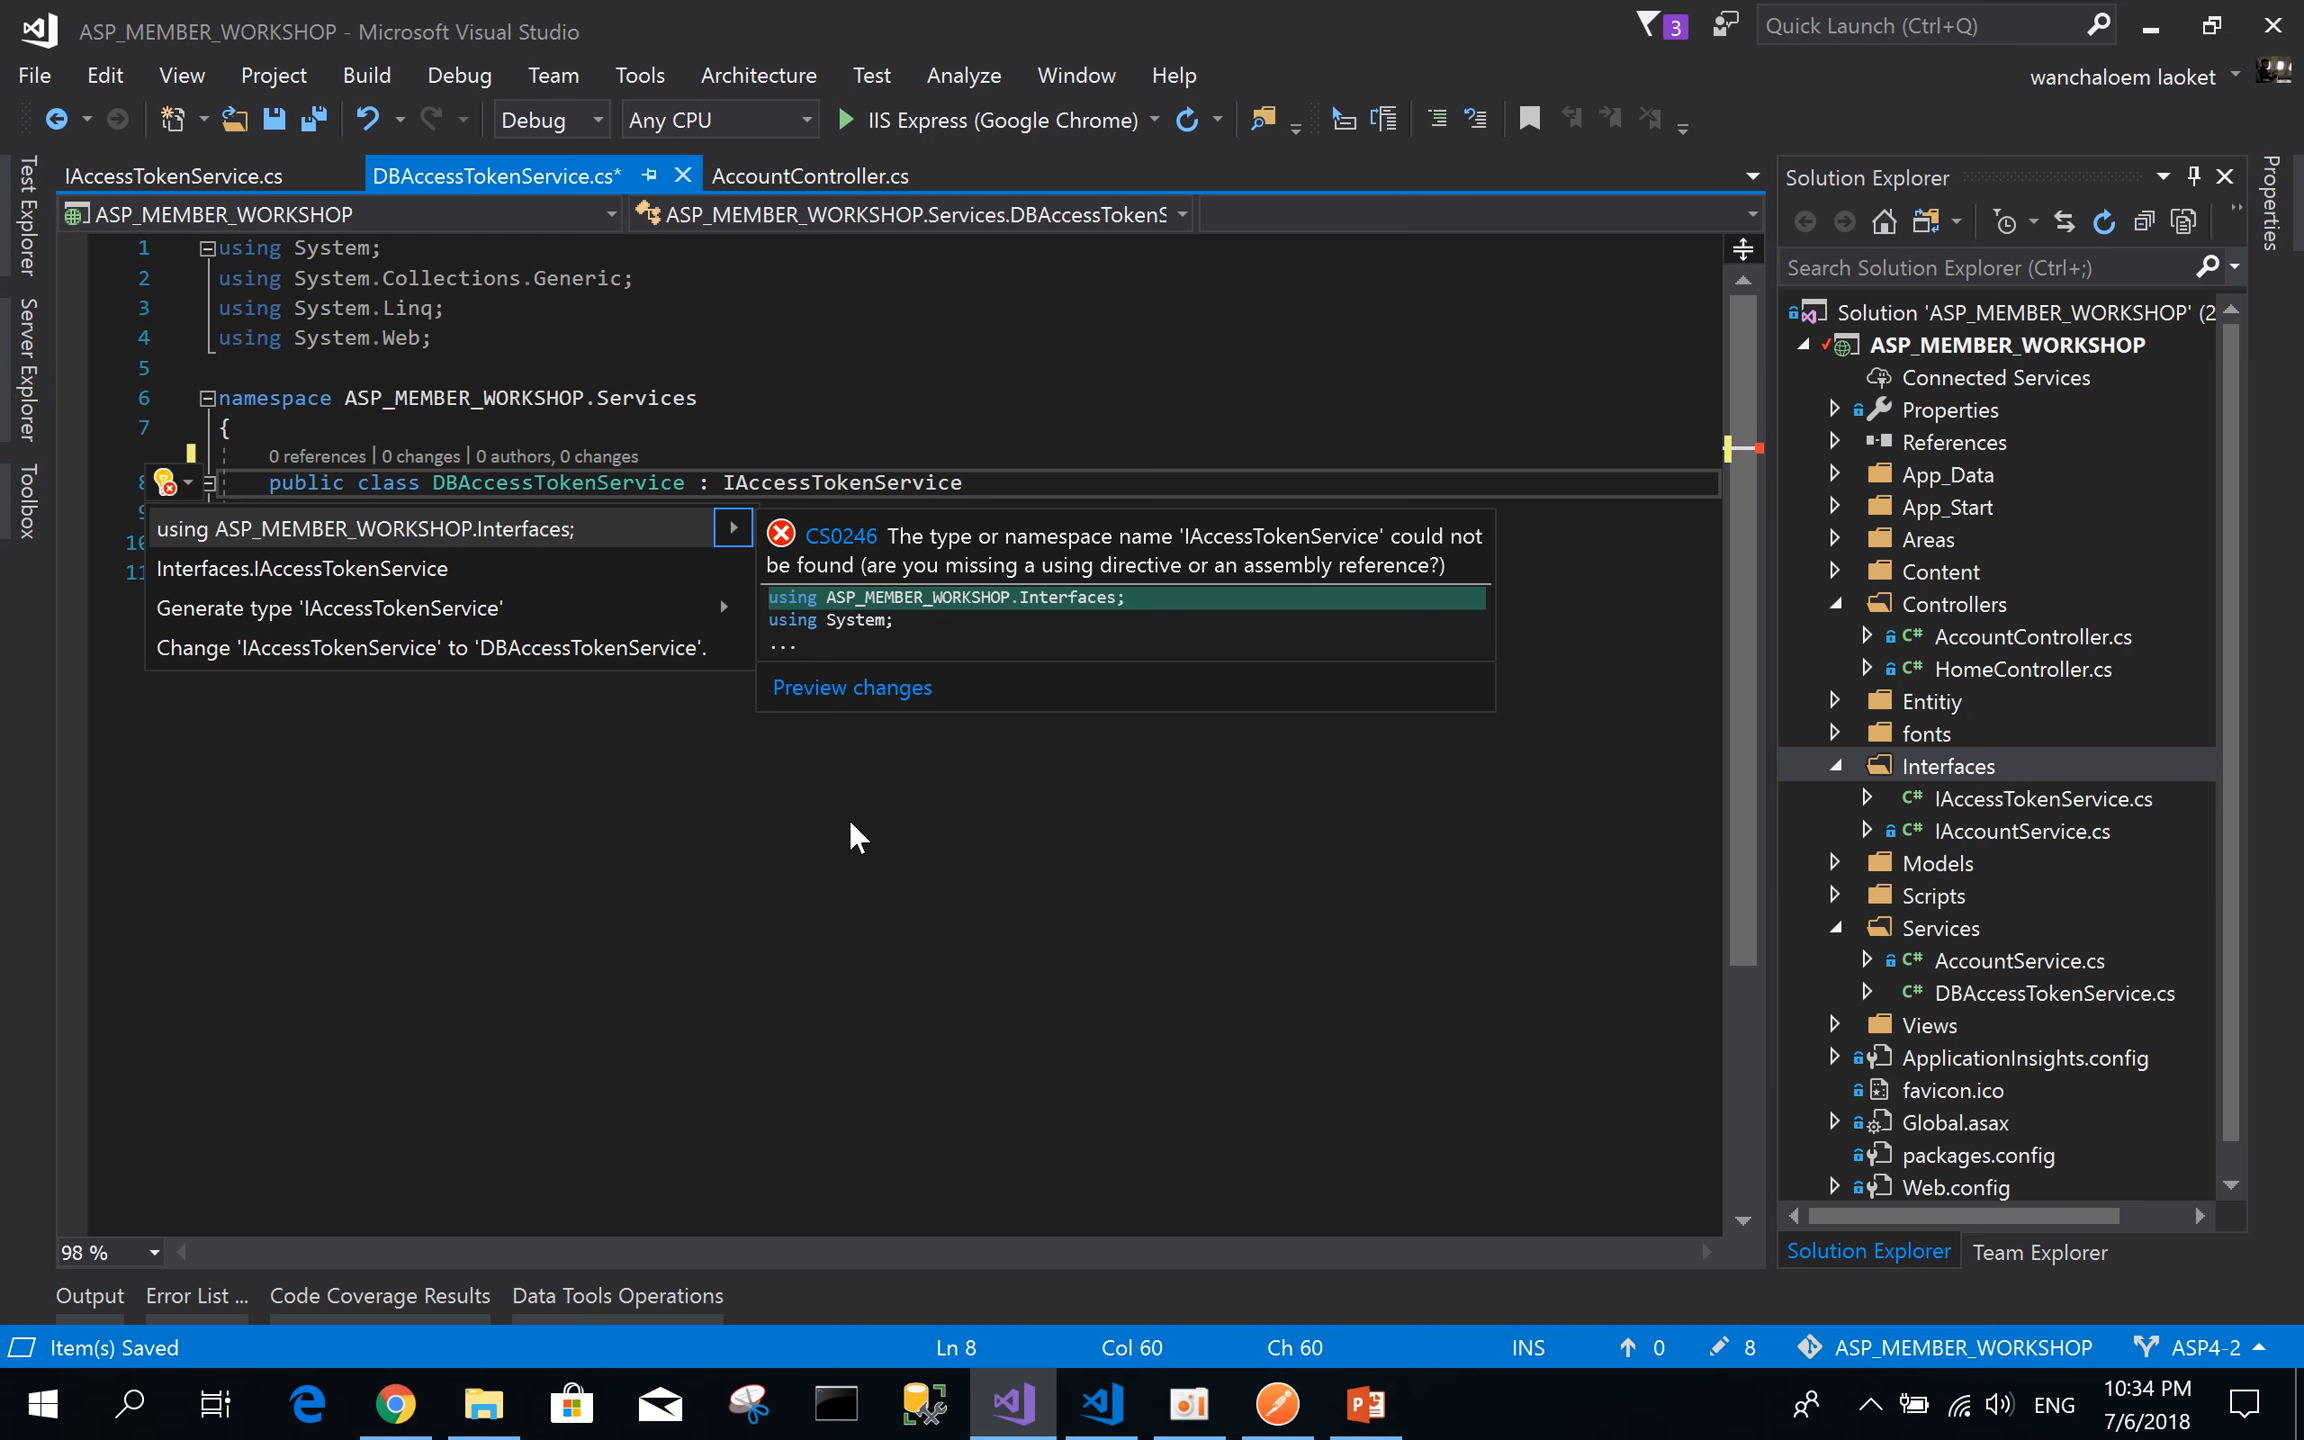 ASP_MEMBER_WORKSHOP - Microsoft Visual Studio
3
Quick Launch (Ctrl+Q)
File Edit View Project Build Debug Team Tools Architecture Test Analyze Window Help
wanchaloem laoket
Debug Any CPU IIS Express (Google Chrome)
Test Explorer
Server Explorer
Toolbox
IAccessTokenService.cs DBAccessTokenService.cs* AccountController.cs
ASP_MEMBER_WORKSHOP ASP_MEMBER_WORKSHOP.Services.DBAccessTokenS
1 using System;
2 using System.Collections.Generic;
3 using System.Linq;
4 using System.Web;
5
6 namespace ASP_MEMBER_WORKSHOP.Services
7 {
0 references | 0 changes | 0 authors, 0 changes
8 public class DBAccessTokenService : IAccessTokenService
9
10
11
using ASP_MEMBER_WORKSHOP.Interfaces;
Interfaces.IAccessTokenService
Generate type 'IAccessTokenService'
Change 'IAccessTokenService' to 'DBAccessTokenService'.
CS0246 The type or namespace name 'IAccessTokenService' could not
be found (are you missing a using directive or an assembly reference?)
using ASP_MEMBER_WORKSHOP.Interfaces;
using System;
...
Preview changes
98 %
Solution Explorer
Search Solution Explorer (Ctrl+;)
Solution 'ASP_MEMBER_WORKSHOP' (2
ASP_MEMBER_WORKSHOP
Connected Services
Properties
References
App_Data
App_Start
Areas
Content
Controllers
C# AccountController.cs
C# HomeController.cs
Entitiy
fonts
Interfaces
C# IAccessTokenService.cs
C# IAccountService.cs
Models
Scripts
Services
C# AccountService.cs
C# DBAccessTokenService.cs
Views
ApplicationInsights.config
favicon.ico
Global.asax
packages.config
Web.config
Solution Explorer Team Explorer
Properties
Output Error List ... Code Coverage Results Data Tools Operations
Item(s) Saved Ln 8 Col 60 Ch 60 INS 0 8 ASP_MEMBER_WORKSHOP ASP4-2
ENG
10:34 PM
7/6/2018